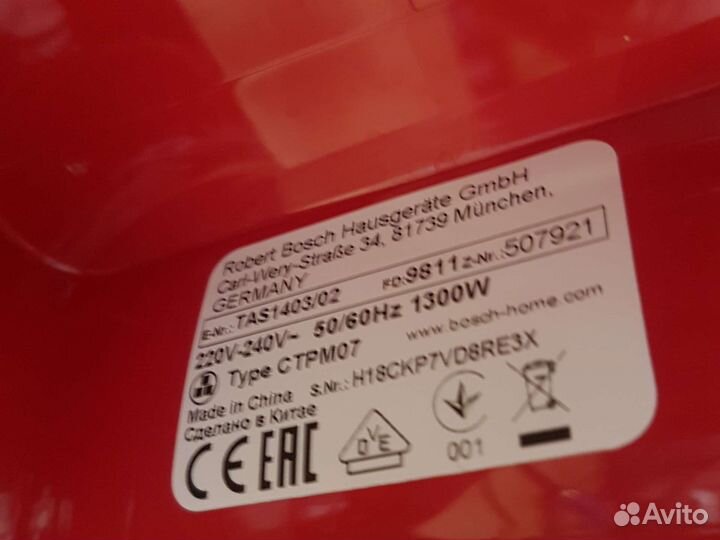 Robert Bosch Hausgeräte GmbH
Carl-Wery-Straße 34, 81739 München,
GERMANY
E-Nr.: TAS1403/02 FD: 9811 Z-Nr.: 507921
220V-240V~ 50/60Hz 1300W
Type CTPM07 www.bosch-home.com
Made in China S.Nr.: H18CKP7VD8RE3X
Сделано в Китае
CE EAC DVE 001
Avito